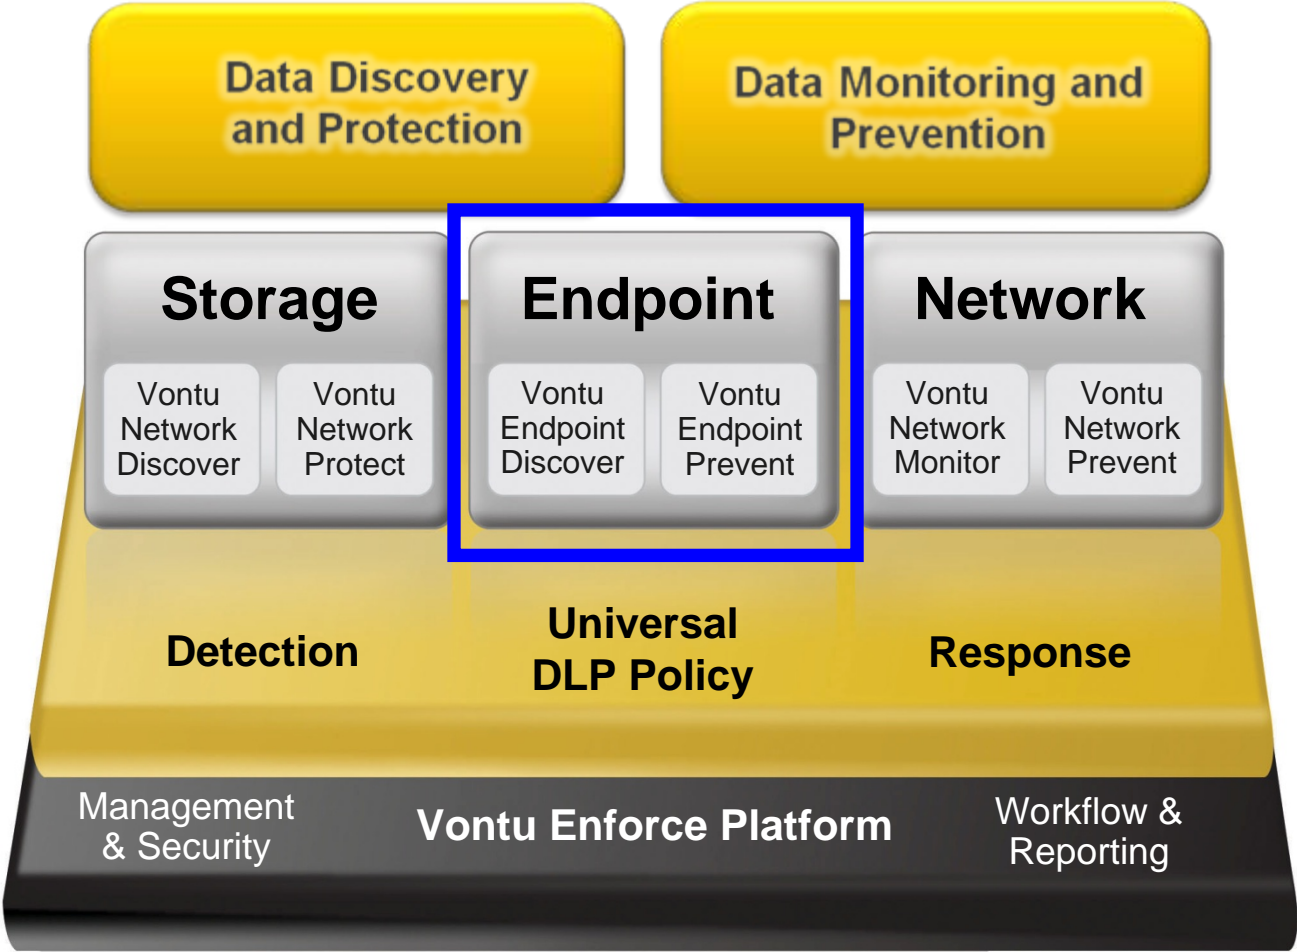 Data Discovery
and Protection
Data Monitoring and
Prevention
Storage
Vontu
Network
Discover
Vontu
Network
Protect
Endpoint
Vontu
Endpoint
Discover
Vontu
Endpoint
Prevent
Network
Vontu
Network
Monitor
Vontu
Network
Prevent
Detection
Universal
DLP Policy
Response
Management
& Security
Vontu Enforce Platform
Workflow &
Reporting